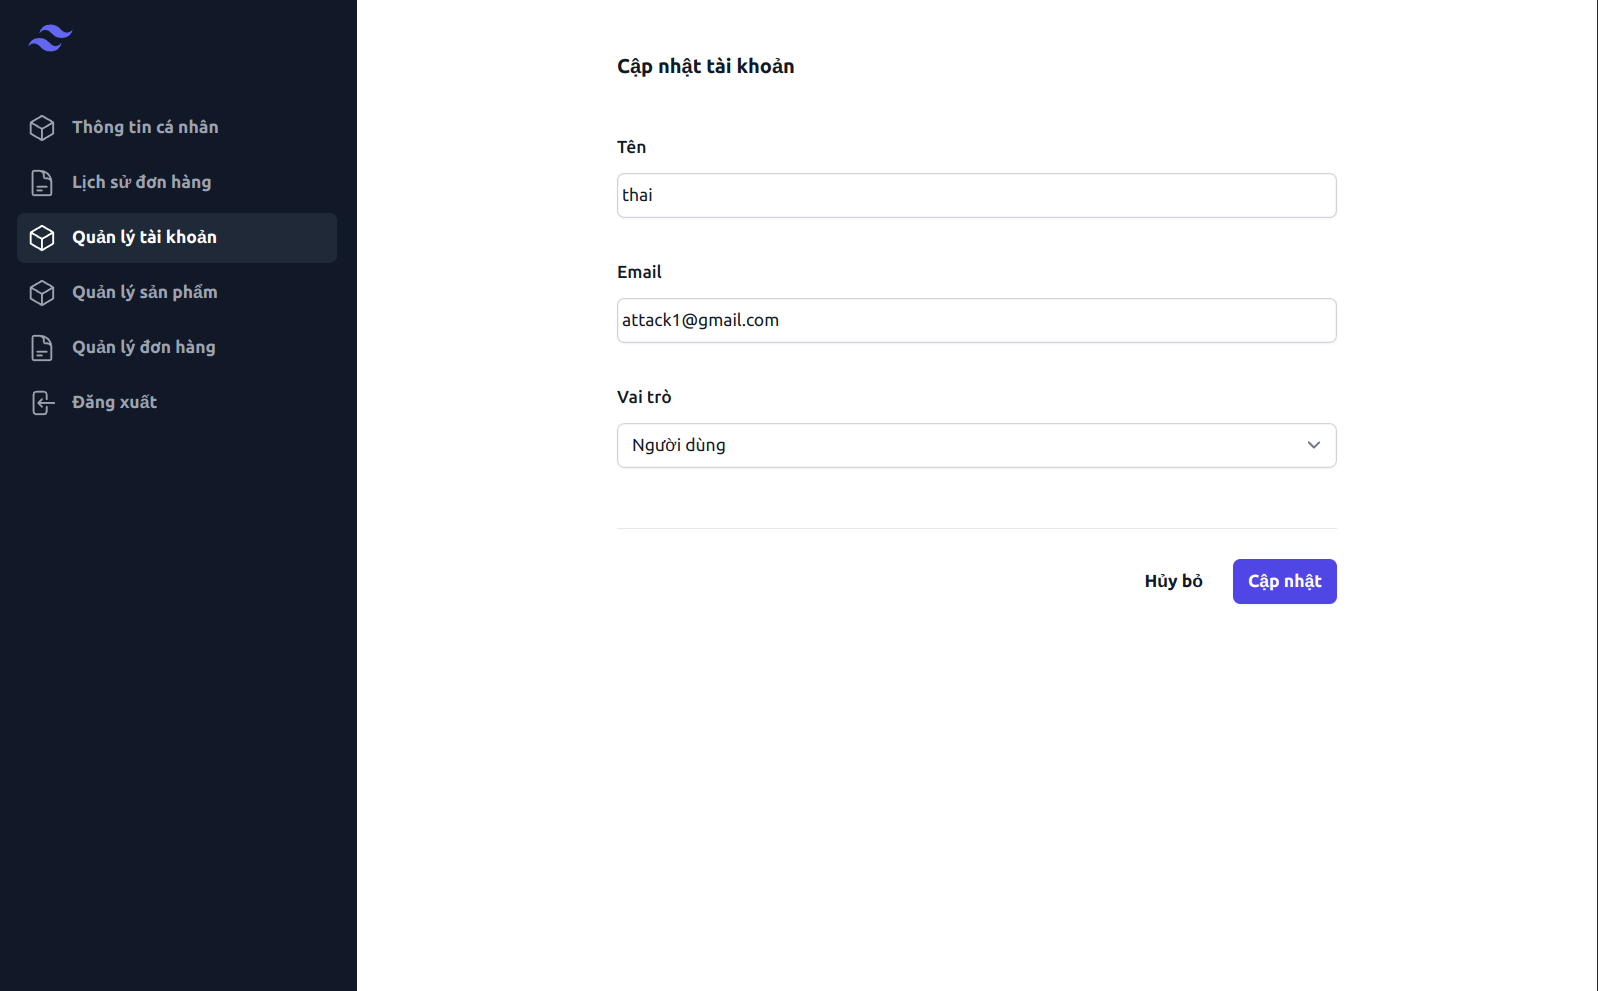 Thông tin cá nhân
Lịch sử đơn hàng
Quản lý tài khoản
Quản lý sản phẩm
Quản lý đơn hàng
Đăng xuất
Cập nhật tài khoản
Tên
thai
Email
attack1@gmail.com
Vai trò
Người dùng
Hủy bỏ
Cập nhật